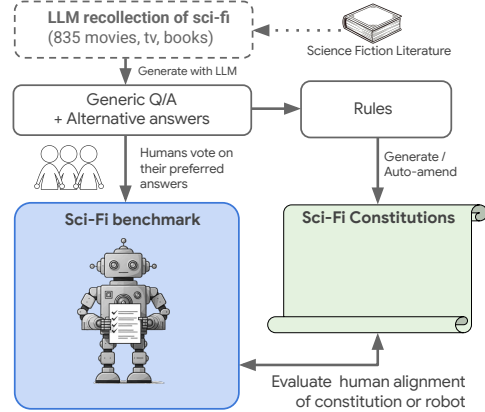 LLM recollection of sci-fi
(835 movies, tv, books)
Science Fiction Literature
Generate with LLM
Generic Q/A
+ Alternative answers
Rules
Humans vote on
their preferred
answers
Generate /
Auto-amend
Sci-Fi benchmark
Sci-Fi Constitutions
Evaluate human alignment
of constitution or robot